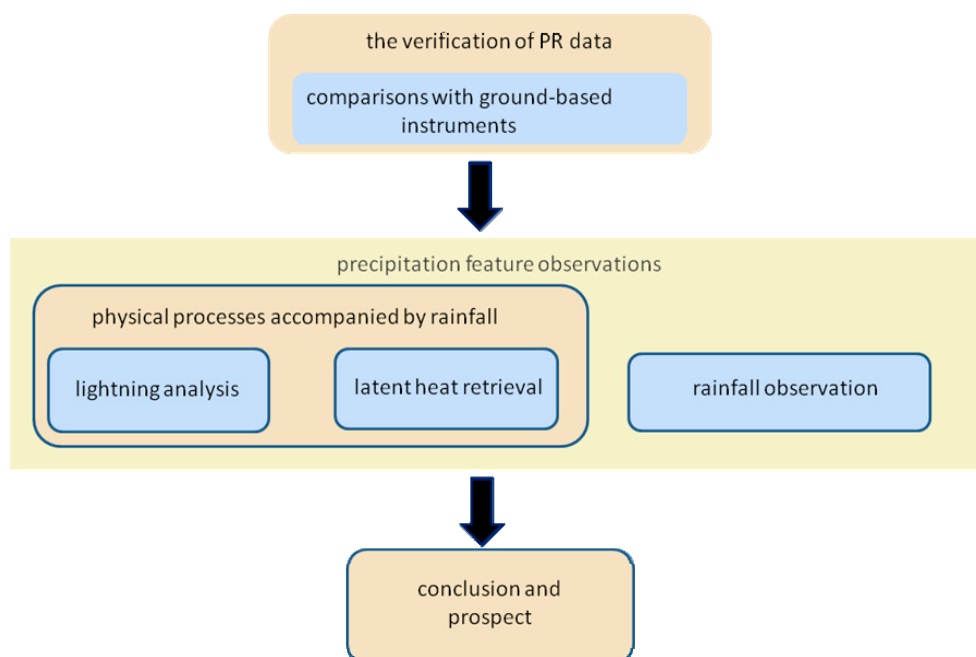 the verification of PR data
comparisons with ground-based
instruments
precipitation feature observations
physical processes accompanied by rainfall
lightning analysis
latent heat retrieval
rainfall observation
conclusion and
prospect